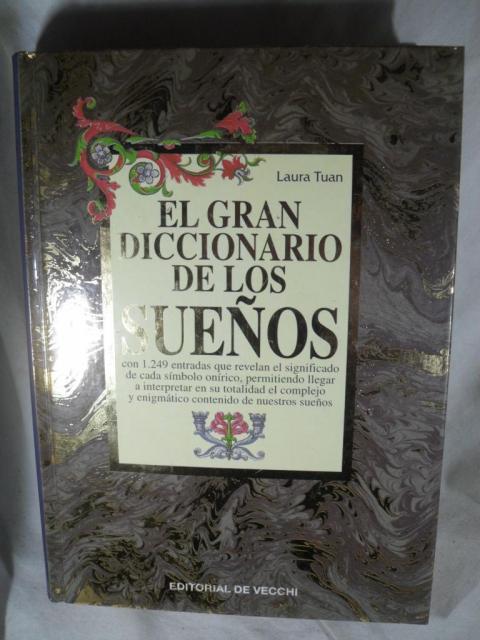 Laura Tuan
EL GRAN
DICCIONARIO
DE LOS
SUEÑOS
con 1.249 entradas que revelan el significado
de cada símbolo onírico, permitiendo llegar
a interpretar en su totalidad el complejo
y enigmático contenido de nuestros sueños
EDITORIAL DE VECCHI